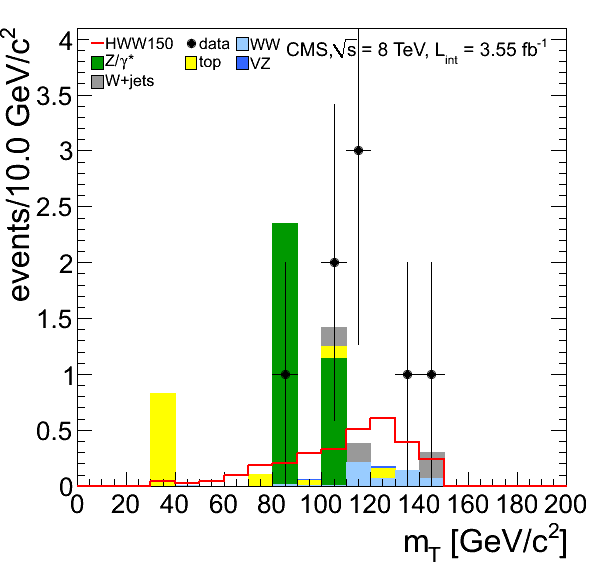 HWW150
data
WW
CMS,√s = 8 TeV, L_int = 3.55 fb^-1
Z/γ*
top
VZ
W+jets
events/10.0 GeV/c^2
4
3.5
3
2.5
2
1.5
1
0.5
0
0 20 40 60 80 100 120 140 160 180 200
m_T [GeV/c^2]